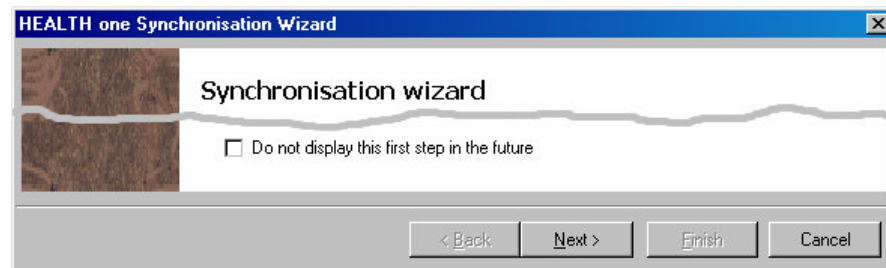 HEALTH one Synchronisation Wizard
Synchronisation wizard
Do not display this first step in the future
< Back Next > Finish Cancel